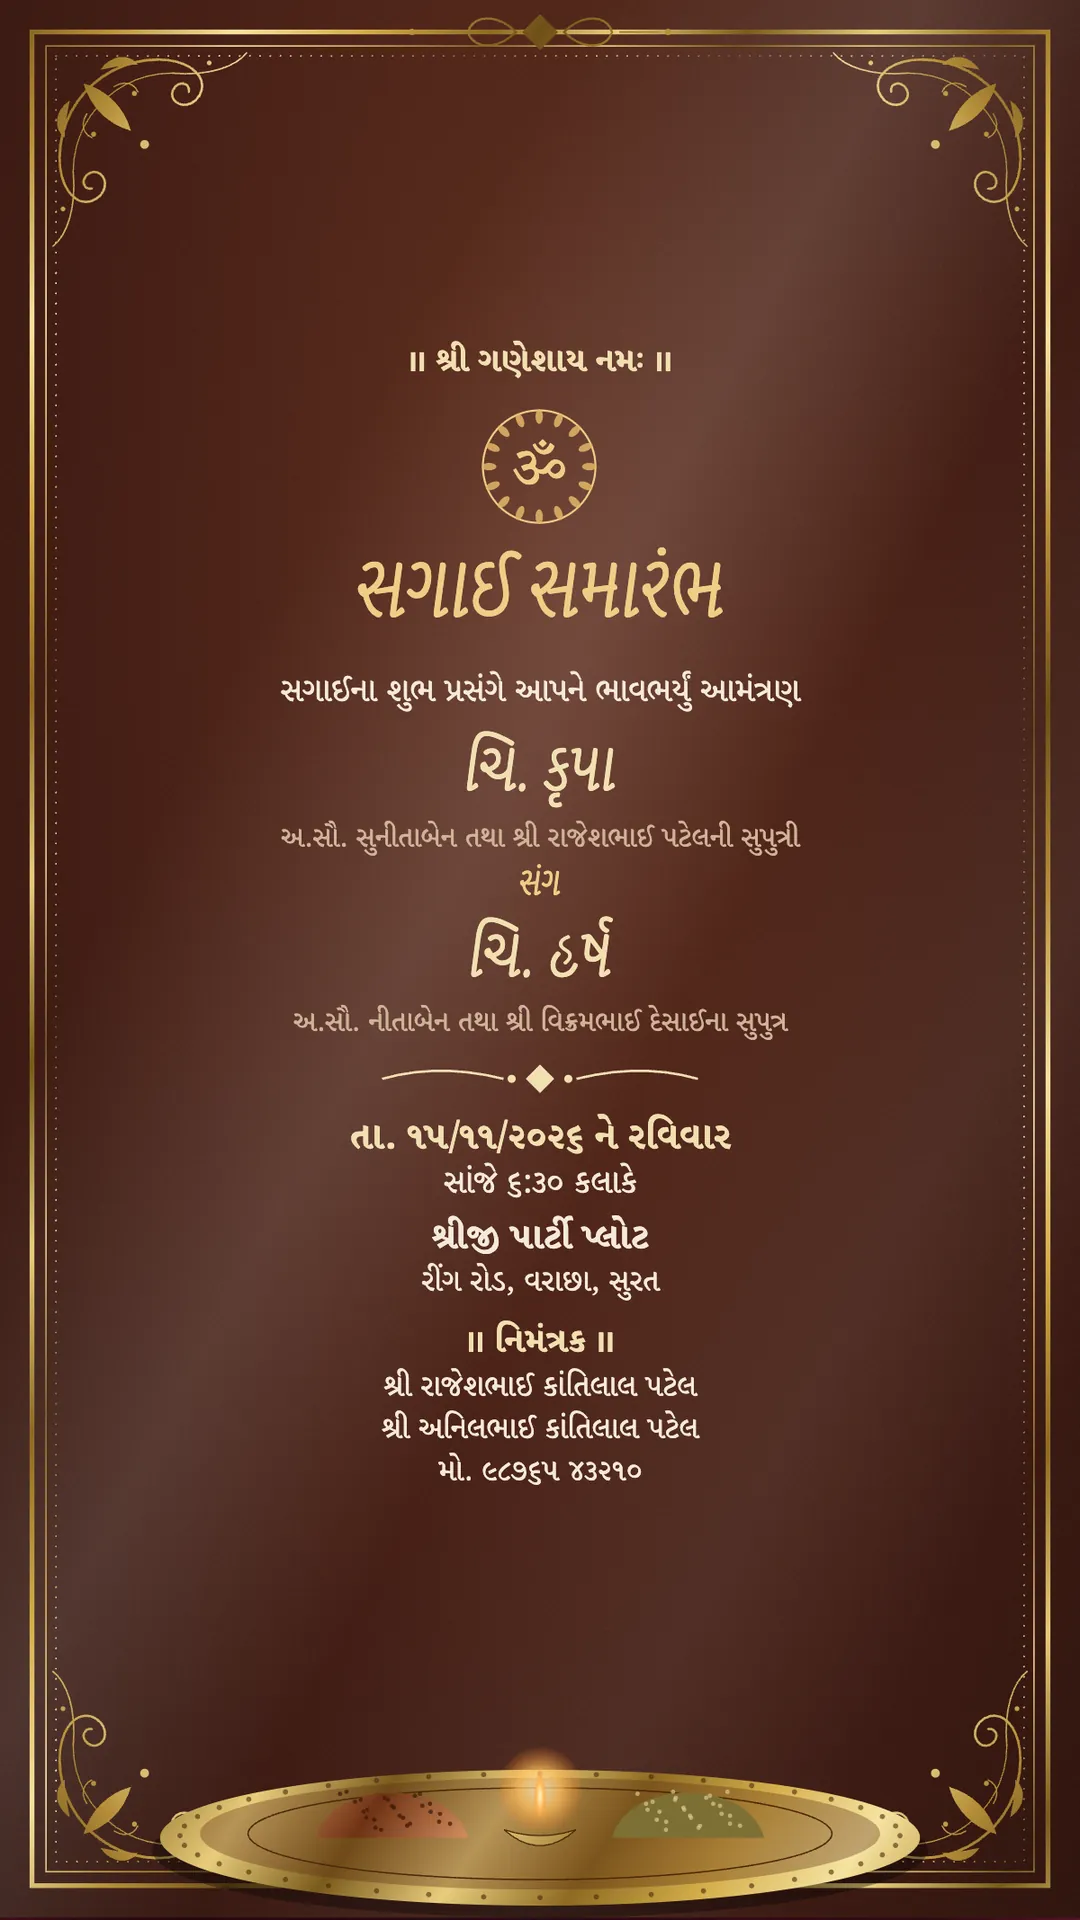 ॥ શ્રી ગણેશાય નમઃ ॥
ૐ
સગાઈ સમારંભ
સગાઈના શુભ પ્રસંગે આપને ભાવભર્યું આમંત્રણ
ચિ. કૃપા
અ.સૌ. સુનીતાબેન તથા શ્રી રાજેશભાઈ પટેલની સુપુત્રી
સંગ
ચિ. હર્ષ
અ.સૌ. નીતાબેન તથા શ્રી વિક્રમભાઈ દેસાઈના સુપુત્ર
તા. ૧૫/૧૧/૨૦૨૬ ને રવિવાર
સાંજે ૬:૩૦ કલાકે
શ્રીજી પાર્ટી પ્લોટ
રીંગ રોડ, વરાછા, સુરત
॥ નિમંત્રક ॥
શ્રી રાજેશભાઈ કાંતિલાલ પટેલ
શ્રી અનિલભાઈ કાંતિલાલ પટેલ
મો. ૯૮૭૬૫ ૪૩૨૧૦